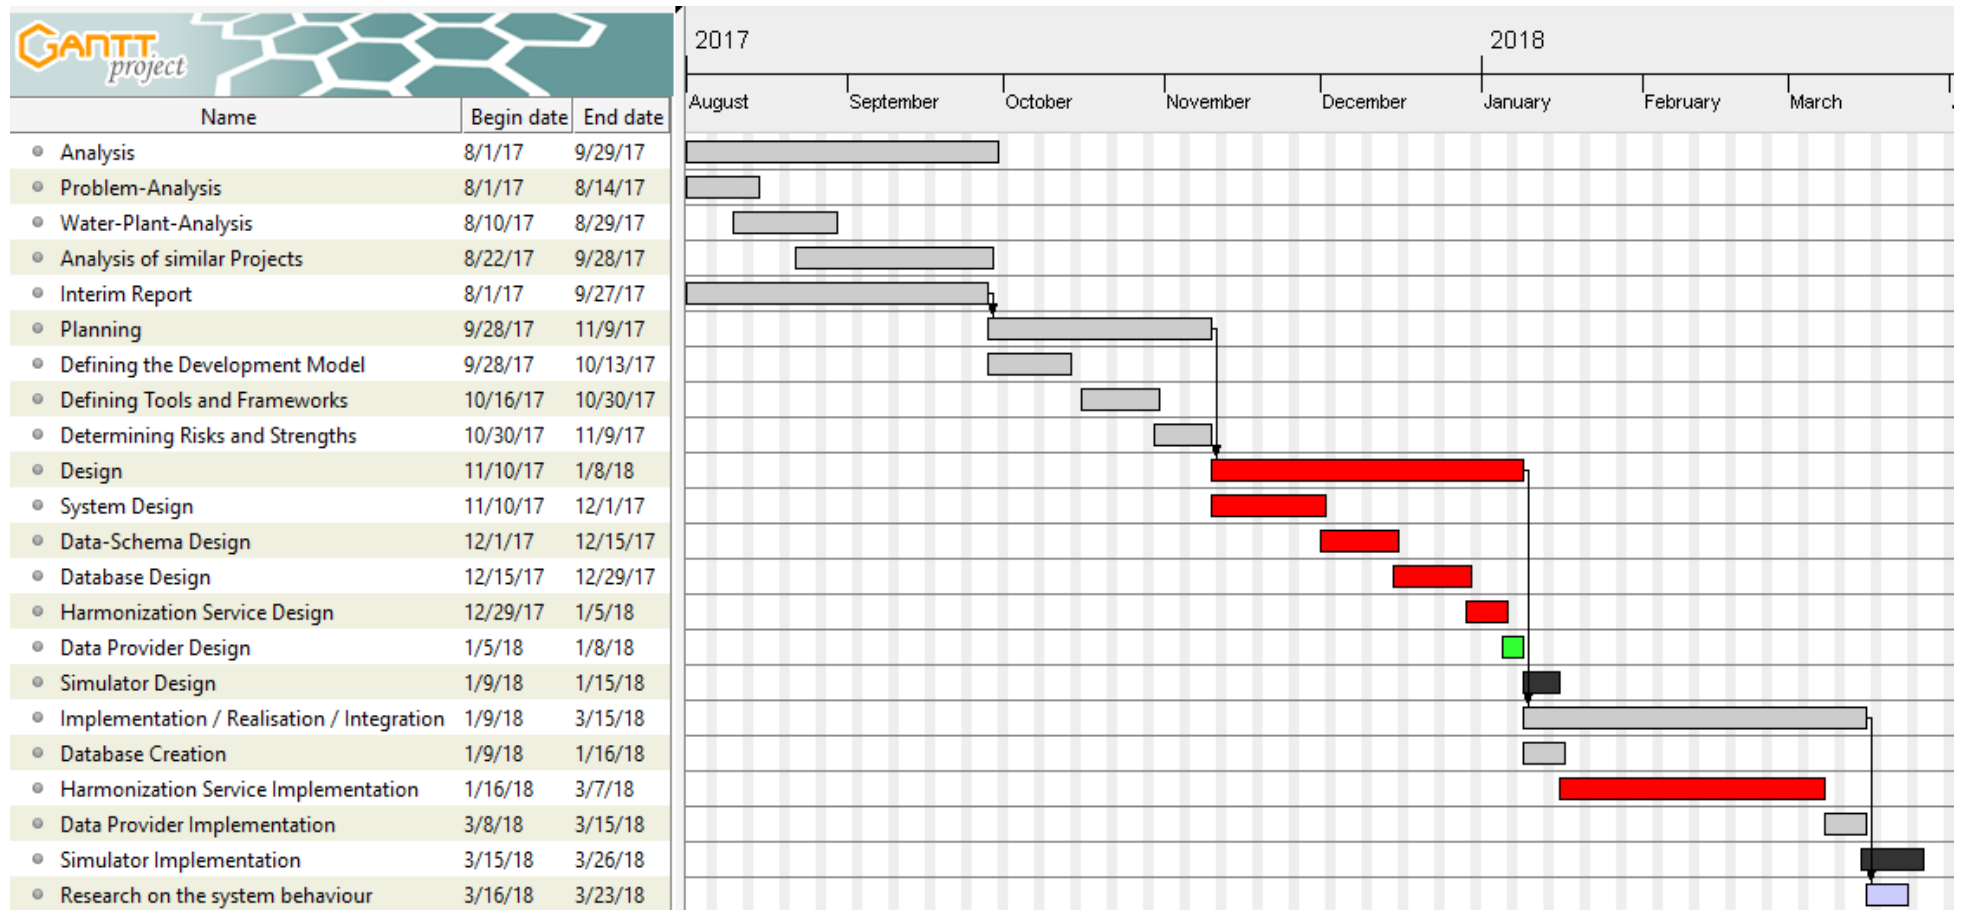 GANTT
project
2017 2018
August September October November December January February March
Name Begin date End date
Analysis 8/1/17 9/29/17
Problem-Analysis 8/1/17 8/14/17
Water-Plant-Analysis 8/10/17 8/29/17
Analysis of similar Projects 8/22/17 9/28/17
Interim Report 8/1/17 9/27/17
Planning 9/28/17 11/9/17
Defining the Development Model 9/28/17 10/13/17
Defining Tools and Frameworks 10/16/17 10/30/17
Determining Risks and Strengths 10/30/17 11/9/17
Design 11/10/17 1/8/18
System Design 11/10/17 12/1/17
Data-Schema Design 12/1/17 12/15/17
Database Design 12/15/17 12/29/17
Harmonization Service Design 12/29/17 1/5/18
Data Provider Design 1/5/18 1/8/18
Simulator Design 1/9/18 1/15/18
Implementation / Realisation / Integration 1/9/18 3/15/18
Database Creation 1/9/18 1/16/18
Harmonization Service Implementation 1/16/18 3/7/18
Data Provider Implementation 3/8/18 3/15/18
Simulator Implementation 3/15/18 3/26/18
Research on the system behaviour 3/16/18 3/23/18